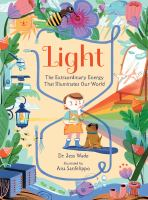 Light
The Extraordinary Energy
That Illuminates Our World
Dr Jess Wade
Illustrated by
Ana Sanfelippo